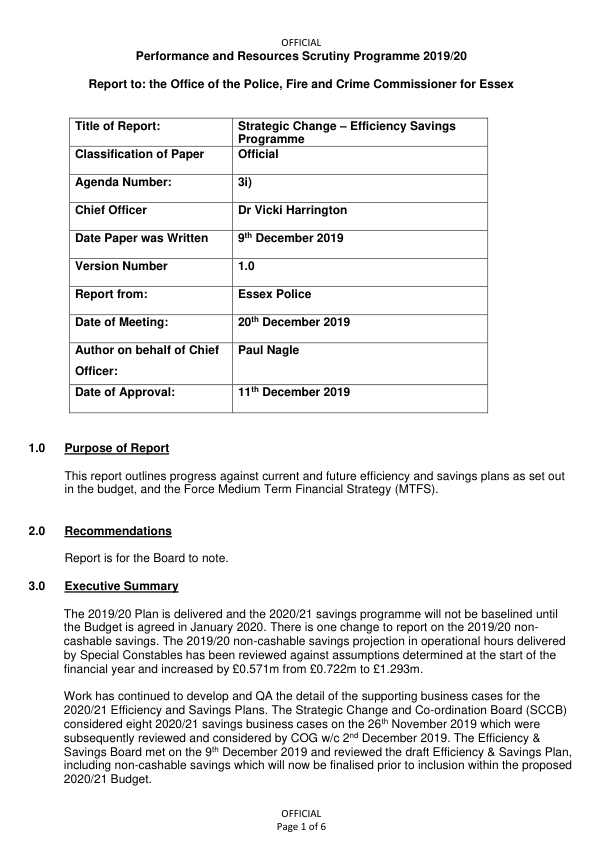 OFFICIAL
Performance and Resources Scrutiny Programme 2019/20
Report to: the Office of the Police, Fire and Crime Commissioner for Essex
Title of Report: Strategic Change – Efficiency Savings
Programme
Classification of Paper Official
Agenda Number: 3i)
Chief Officer Dr Vicki Harrington
Date Paper was Written 9th December 2019
Version Number 1.0
Report from: Essex Police
Date of Meeting: 20th December 2019
Author on behalf of Chief Paul Nagle
Officer:
Date of Approval: 11th December 2019
1.0 Purpose of Report
This report outlines progress against current and future efficiency and savings plans as set out
in the budget, and the Force Medium Term Financial Strategy (MTFS).
2.0 Recommendations
Report is for the Board to note.
3.0 Executive Summary
The 2019/20 Plan is delivered and the 2020/21 savings programme will not be baselined until
the Budget is agreed in January 2020. There is one change to report on the 2019/20 non-
cashable savings. The 2019/20 non-cashable savings projection in operational hours delivered
by Special Constables has been reviewed against assumptions determined at the start of the
financial year and increased by £0.571m from £0.722m to £1.293m.
Work has continued to develop and QA the detail of the supporting business cases for the
2020/21 Efficiency and Savings Plans. The Strategic Change and Co-ordination Board (SCCB)
considered eight 2020/21 savings business cases on the 26th November 2019 which were
subsequently reviewed and considered by COG w/c 2nd December 2019. The Efficiency &
Savings Board met on the 9th December 2019 and reviewed the draft Efficiency & Savings Plan,
including non-cashable savings which will now be finalised prior to inclusion within the proposed
2020/21 Budget.
OFFICIAL
Page 1 of 6